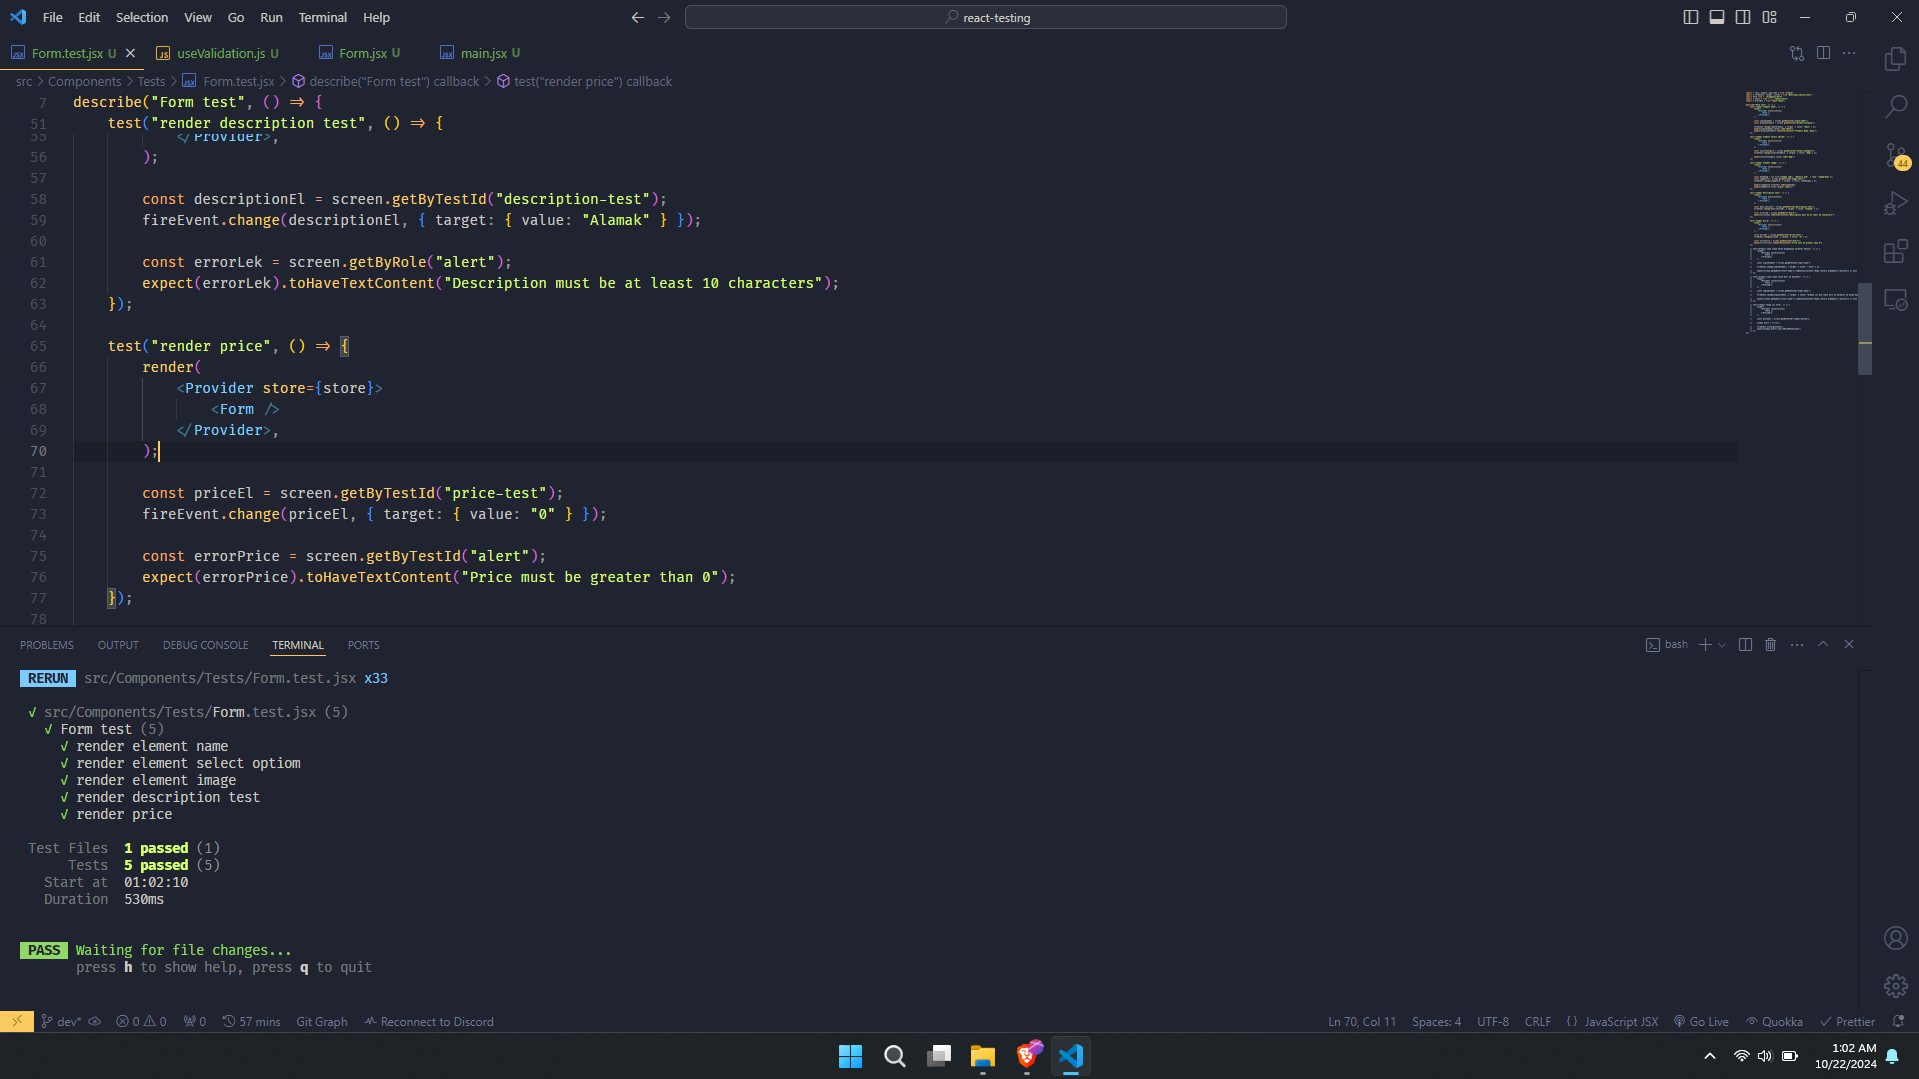 File Edit Selection View Go Run Terminal Help
react-testing
Form.test.jsx U
useValidation.js U
Form.jsx U
main.jsx U
src > Components > Tests > Form.test.jsx > describe("Form test") callback > test("render price") callback
7 describe("Form test", () => {
51 test("render description test", () => {
55 </Provider>,
56 );
57
58 const descriptionEl = screen.getByTestId("description-test");
59 fireEvent.change(descriptionEl, { target: { value: "Alamak" } });
60
61 const errorLek = screen.getByRole("alert");
62 expect(errorLek).toHaveTextContent("Description must be at least 10 characters");
63 });
64
65 test("render price", () => {
66 render(
67 <Provider store={store}>
68 <Form />
69 </Provider>,
70 );
71
72 const priceEl = screen.getByTestId("price-test");
73 fireEvent.change(priceEl, { target: { value: "0" } });
74
75 const errorPrice = screen.getByTestId("alert");
76 expect(errorPrice).toHaveTextContent("Price must be greater than 0");
77 });
78
44
PROBLEMS OUTPUT DEBUG CONSOLE TERMINAL PORTS
bash
RERUN src/Components/Tests/Form.test.jsx x33
√ src/Components/Tests/Form.test.jsx (5)
√ Form test (5)
√ render element name
√ render element select optiom
√ render element image
√ render description test
√ render price
Test Files 1 passed (1)
Tests 5 passed (5)
Start at 01:02:10
Duration 530ms
PASS Waiting for file changes...
press h to show help, press q to quit
dev* 0 0 0 57 mins Git Graph Reconnect to Discord
Ln 70, Col 11 Spaces: 4 UTF-8 CRLF {} JavaScript JSX Go Live Quokka Prettier
1:02 AM
10/22/2024